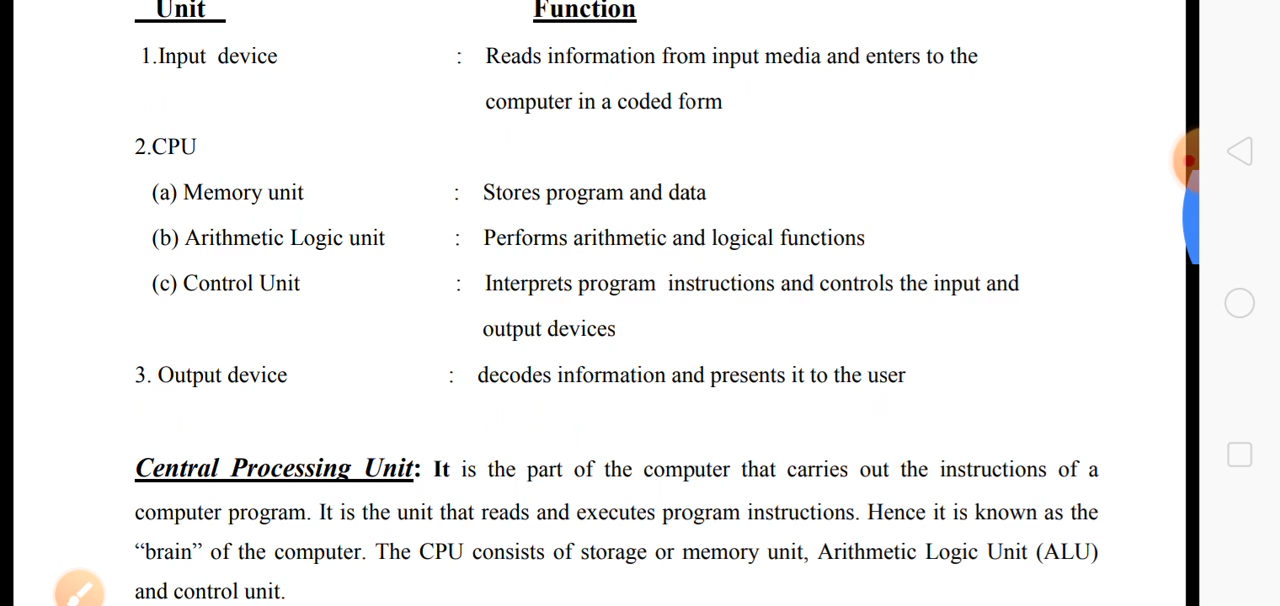 Unit Function
1.Input device : Reads information from input media and enters to the
computer in a coded form
2.CPU
(a) Memory unit : Stores program and data
(b) Arithmetic Logic unit : Performs arithmetic and logical functions
(c) Control Unit : Interprets program instructions and controls the input and
output devices
3. Output device : decodes information and presents it to the user
Central Processing Unit: It is the part of the computer that carries out the instructions of a
computer program. It is the unit that reads and executes program instructions. Hence it is known as the
“brain” of the computer. The CPU consists of storage or memory unit, Arithmetic Logic Unit (ALU)
and control unit.